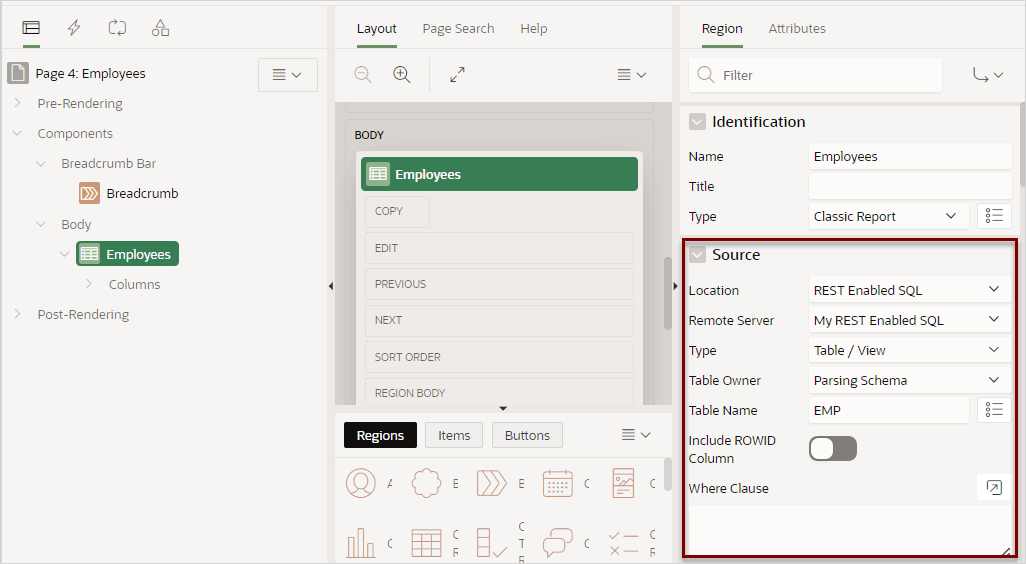 Page 4: Employees
Pre-Rendering
Components
Breadcrumb Bar
Breadcrumb
Body
Employees
Columns
Post-Rendering
Layout Page Search Help
BODY
Employees
COPY
EDIT
PREVIOUS
NEXT
SORT ORDER
REGION BODY
Regions Items Buttons
Region Attributes
Filter
Identification
Name Employees
Title
Type Classic Report
Source
Location REST Enabled SQL
Remote Server My REST Enabled SQL
Type Table / View
Table Owner Parsing Schema
Table Name EMP
Include ROWID
Column
Where Clause